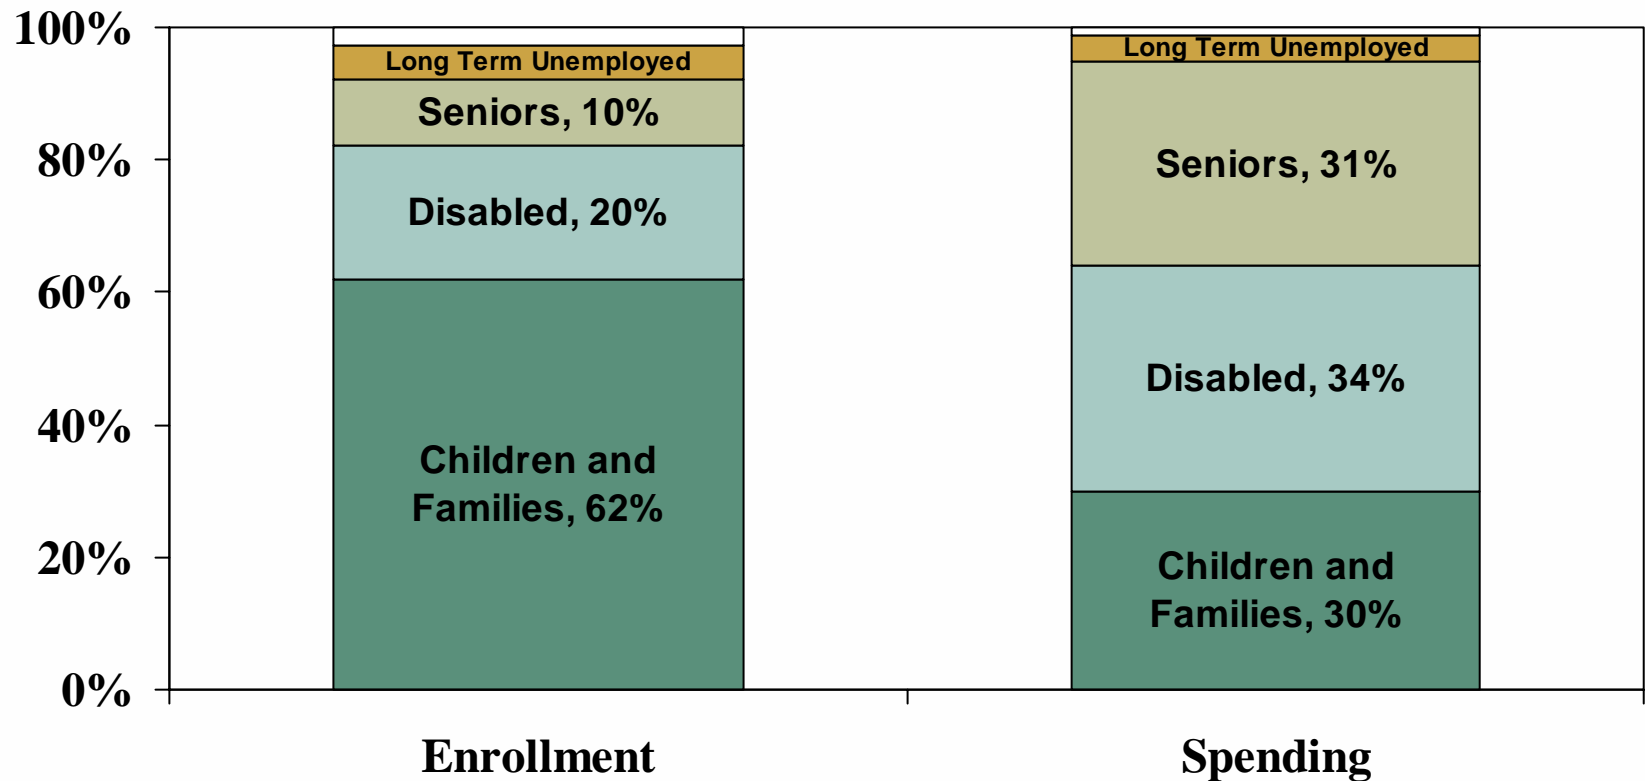 100%
80%
60%
40%
20%
0%
Long Term Unemployed
Seniors, 10%
Disabled, 20%
Children and
Families, 62%
Long Term Unemployed
Seniors, 31%
Disabled, 34%
Children and
Families, 30%
Enrollment
Spending